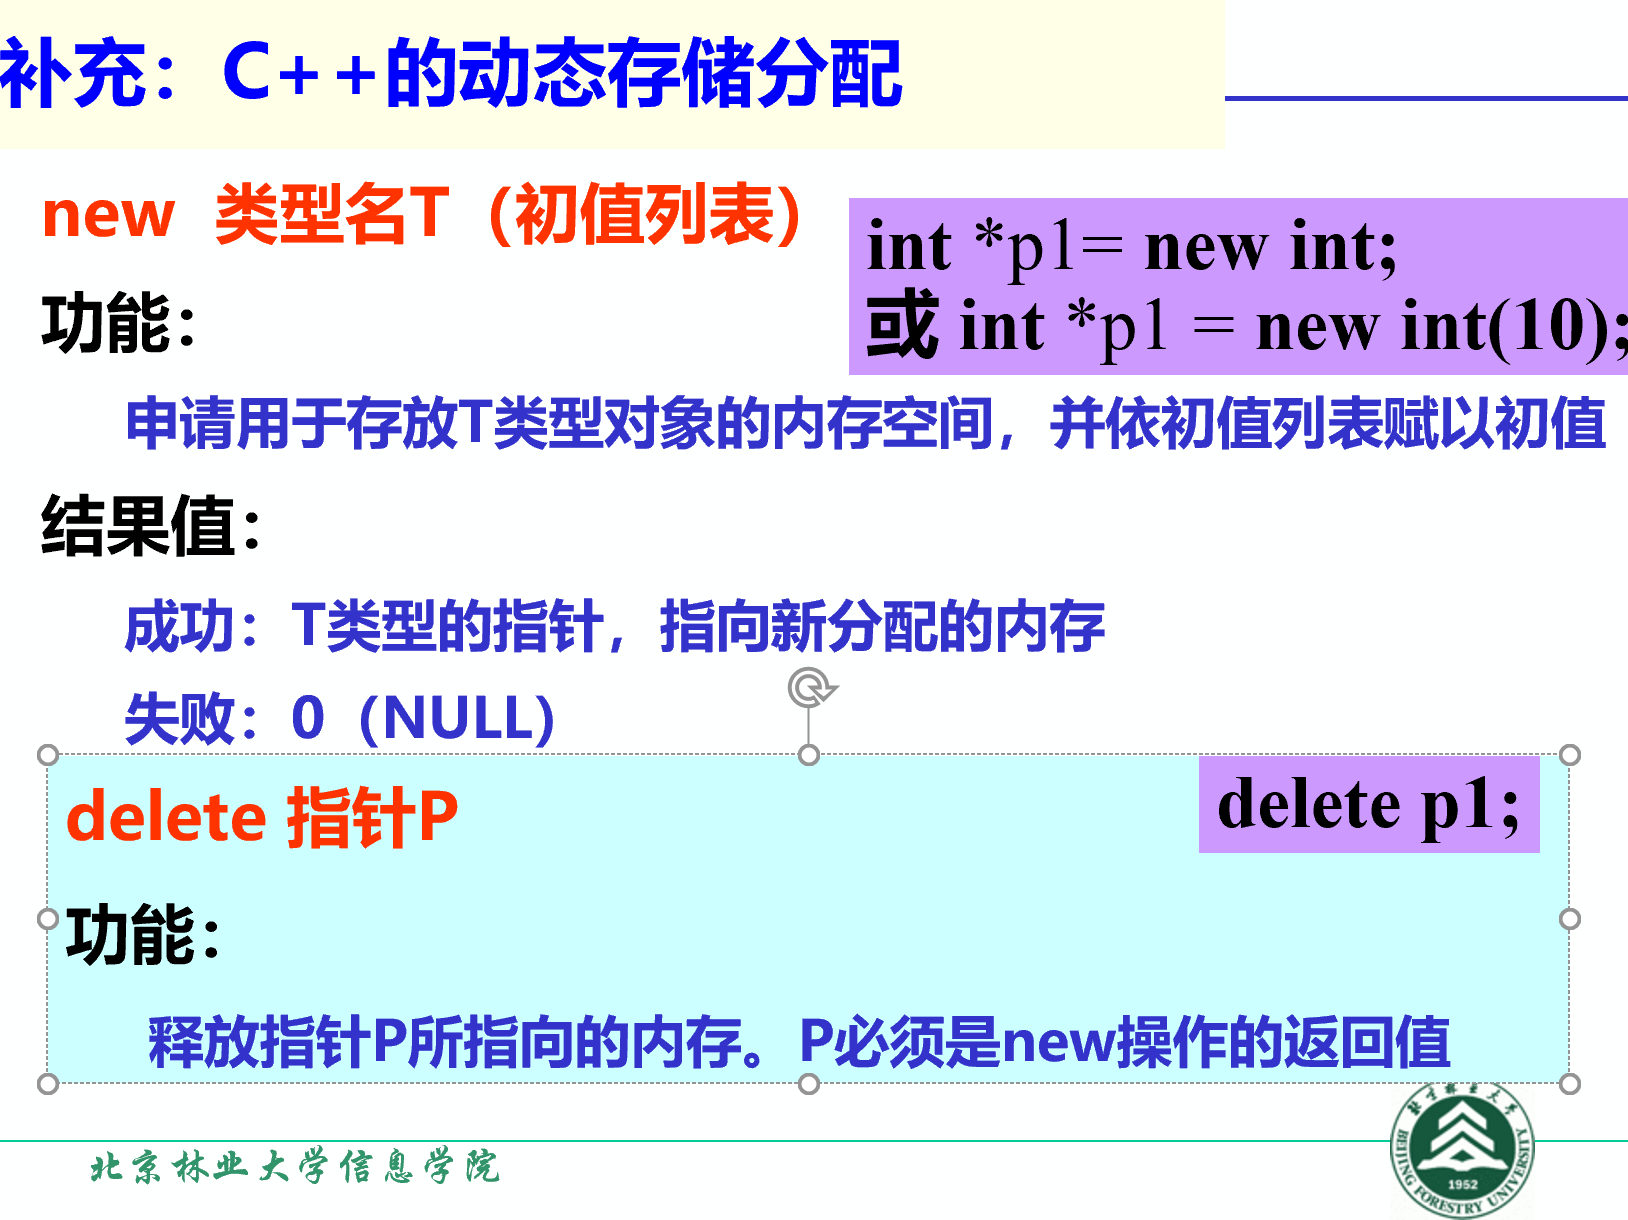 补充：C++的动态存储分配
new 类型名T（初值列表）
int *p1= new int;
或 int *p1 = new int(10);
功能：
申请用于存放T类型对象的内存空间，并依初值列表赋以初值
结果值：
成功：T类型的指针，指向新分配的内存
失败：0（NULL）
delete 指针P
delete p1;
功能：
释放指针P所指向的内存。P必须是new操作的返回值
北京林业大学信息学院
北京林业大学
BEIJING FORESTRY UNIVERSITY
1952